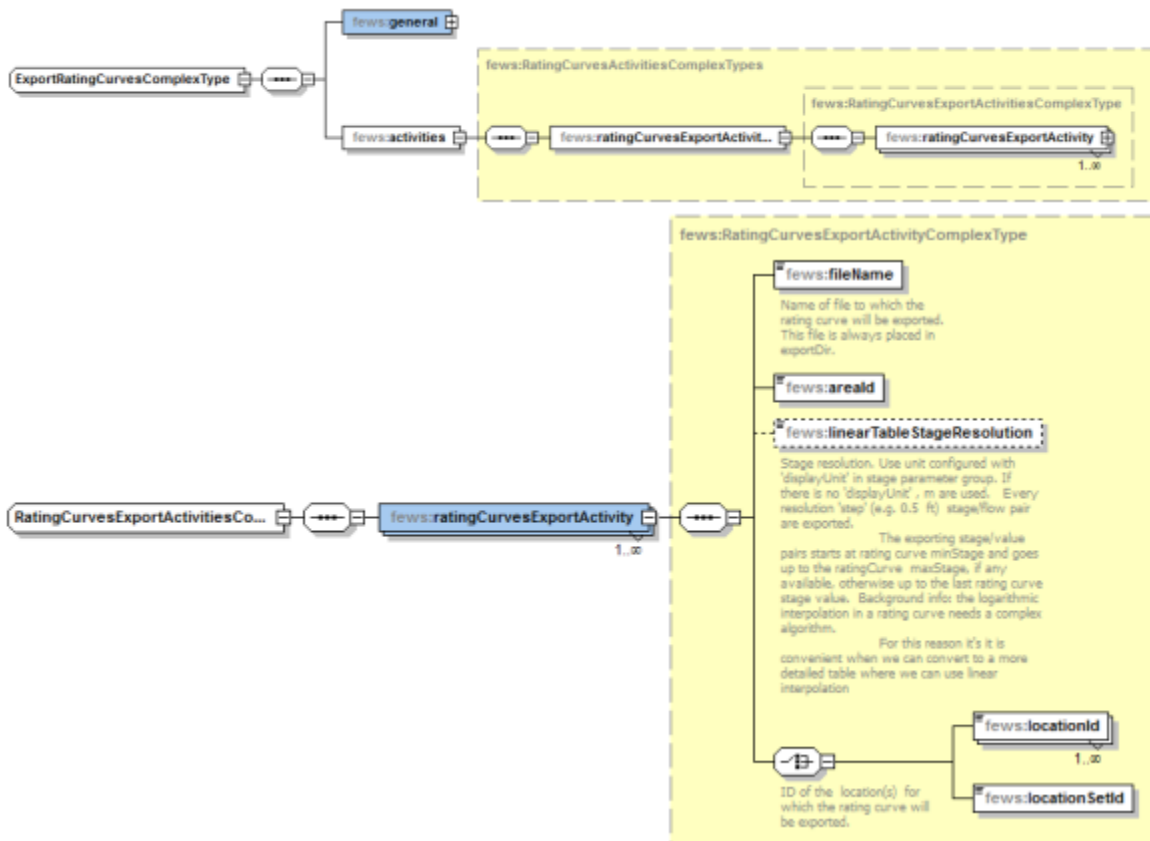 fews:general
ExportRatingCurvesComplexType
fews:RatingCurvesActivitiesComplexTypes
fews:RatingCurvesExportActivitiesComplexType
fews:activities
fews:ratingCurvesExportActivit...
fews:ratingCurvesExportActivity
1..∞
fews:RatingCurvesExportActivityComplexType
fews:fileName
Name of file to which the
rating curve will be exported.
This file is always placed in
exportDir.
fews:areaId
fews:linearTableStageResolution
Stage resolution. Use unit configured with
'displayUnit' in stage parameter group. If
there is no 'displayUnit' , m are used. Every
resolution 'step' (e.g. 0.5 ft) stage/flow pair
are exported.
The exporting stage/value
pairs starts at rating curve minStage and goes
up to the ratingCurve maxStage, if any
available, otherwise up to the last rating curve
stage value. Background info: the logarithmic
interpolation in a rating curve needs a complex
algorithm.
For this reason it's it is
convenient when we can convert to a more
detailed table where we can use linear
interpolation
RatingCurvesExportActivitiesCo...
fews:ratingCurvesExportActivity
1..∞
fews:locationId
1..∞
ID of the location(s) for
which the rating curve will
be exported.
fews:locationSetId